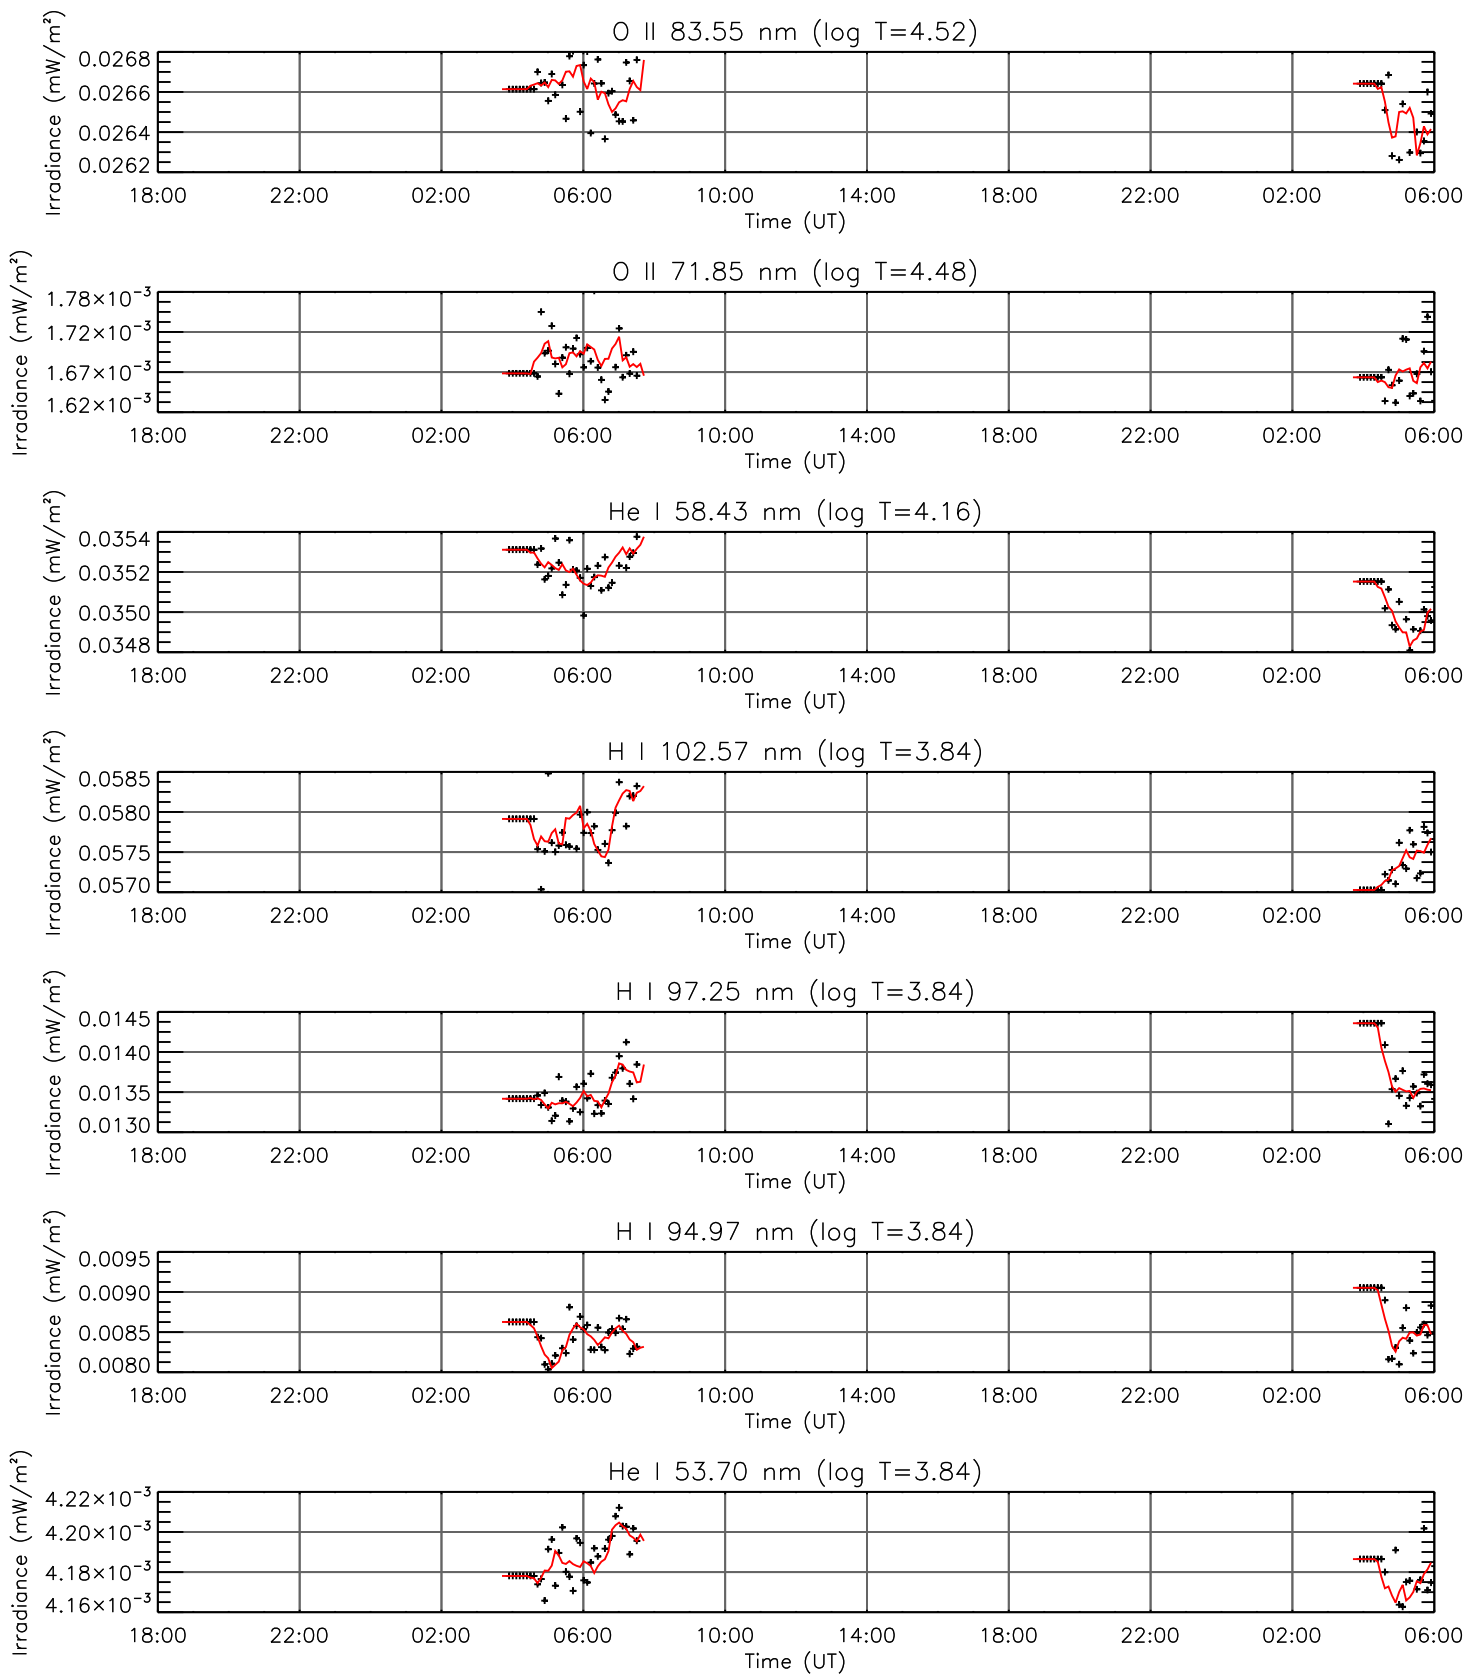 O II 83.55 nm (log T=4.52)
Irradiance (mW/m²)
0.0268
0.0266
0.0264
0.0262
18:00 22:00 02:00 06:00 10:00 14:00 18:00 22:00 02:00 06:00
Time (UT)
O II 71.85 nm (log T=4.48)
Irradiance (mW/m²)
1.78×10⁻³
1.72×10⁻³
1.67×10⁻³
1.62×10⁻³
18:00 22:00 02:00 06:00 10:00 14:00 18:00 22:00 02:00 06:00
Time (UT)
He I 58.43 nm (log T=4.16)
Irradiance (mW/m²)
0.0354
0.0352
0.0350
0.0348
18:00 22:00 02:00 06:00 10:00 14:00 18:00 22:00 02:00 06:00
Time (UT)
H I 102.57 nm (log T=3.84)
Irradiance (mW/m²)
0.0585
0.0580
0.0575
0.0570
18:00 22:00 02:00 06:00 10:00 14:00 18:00 22:00 02:00 06:00
Time (UT)
H I 97.25 nm (log T=3.84)
Irradiance (mW/m²)
0.0145
0.0140
0.0135
0.0130
18:00 22:00 02:00 06:00 10:00 14:00 18:00 22:00 02:00 06:00
Time (UT)
H I 94.97 nm (log T=3.84)
Irradiance (mW/m²)
0.0095
0.0090
0.0085
0.0080
18:00 22:00 02:00 06:00 10:00 14:00 18:00 22:00 02:00 06:00
Time (UT)
He I 53.70 nm (log T=3.84)
Irradiance (mW/m²)
4.22×10⁻³
4.20×10⁻³
4.18×10⁻³
4.16×10⁻³
18:00 22:00 02:00 06:00 10:00 14:00 18:00 22:00 02:00 06:00
Time (UT)